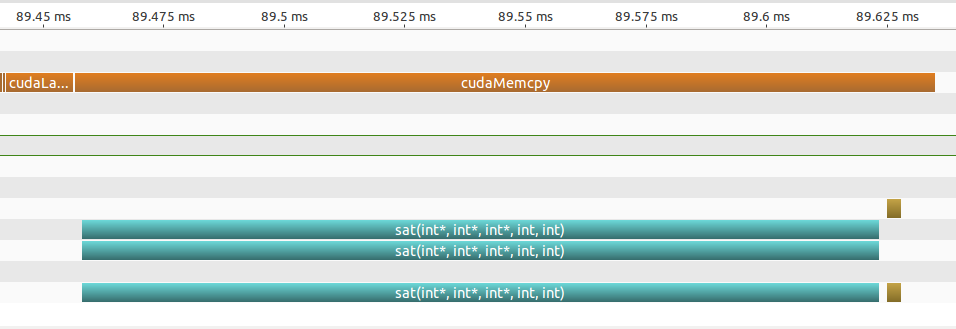 89.45 ms 89.475 ms 89.5 ms 89.525 ms 89.55 ms 89.575 ms 89.6 ms 89.625 ms
cudaLa... cudaMemcpy
sat(int*, int*, int*, int, int)
sat(int*, int*, int*, int, int)
sat(int*, int*, int*, int, int)